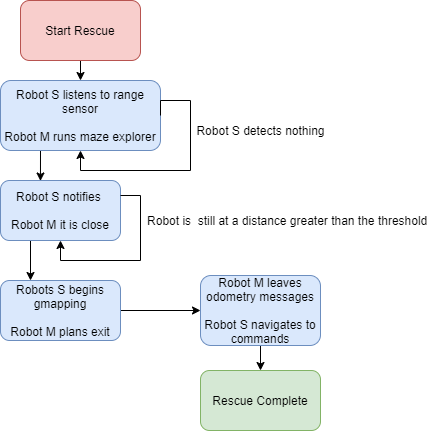 Start Rescue
Robot S listens to range
sensor
Robot M runs maze explorer
Robot S detects nothing
Robot S notifies
Robot M it is close
Robot is still at a distance greater than the threshold
Robots S begins
gmapping
Robot M plans exit
Robot M leaves
odometry messages
Robot S navigates to
commands
Rescue Complete